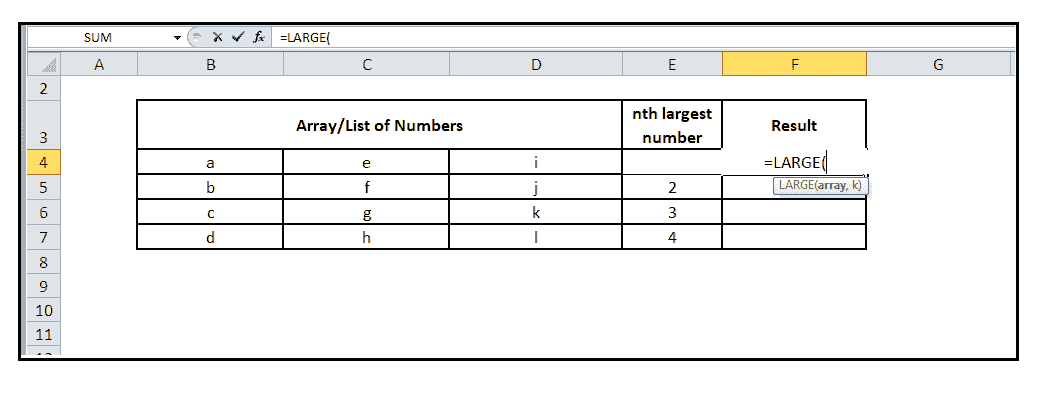 SUM fx =LARGE(
A B C D E F G
2
Array/List of Numbers nth largest number Result
3
4 a e i =LARGE(
LARGE(array, k)
5 b f j 2
6 c g k 3
7 d h l 4
8
9
10
11